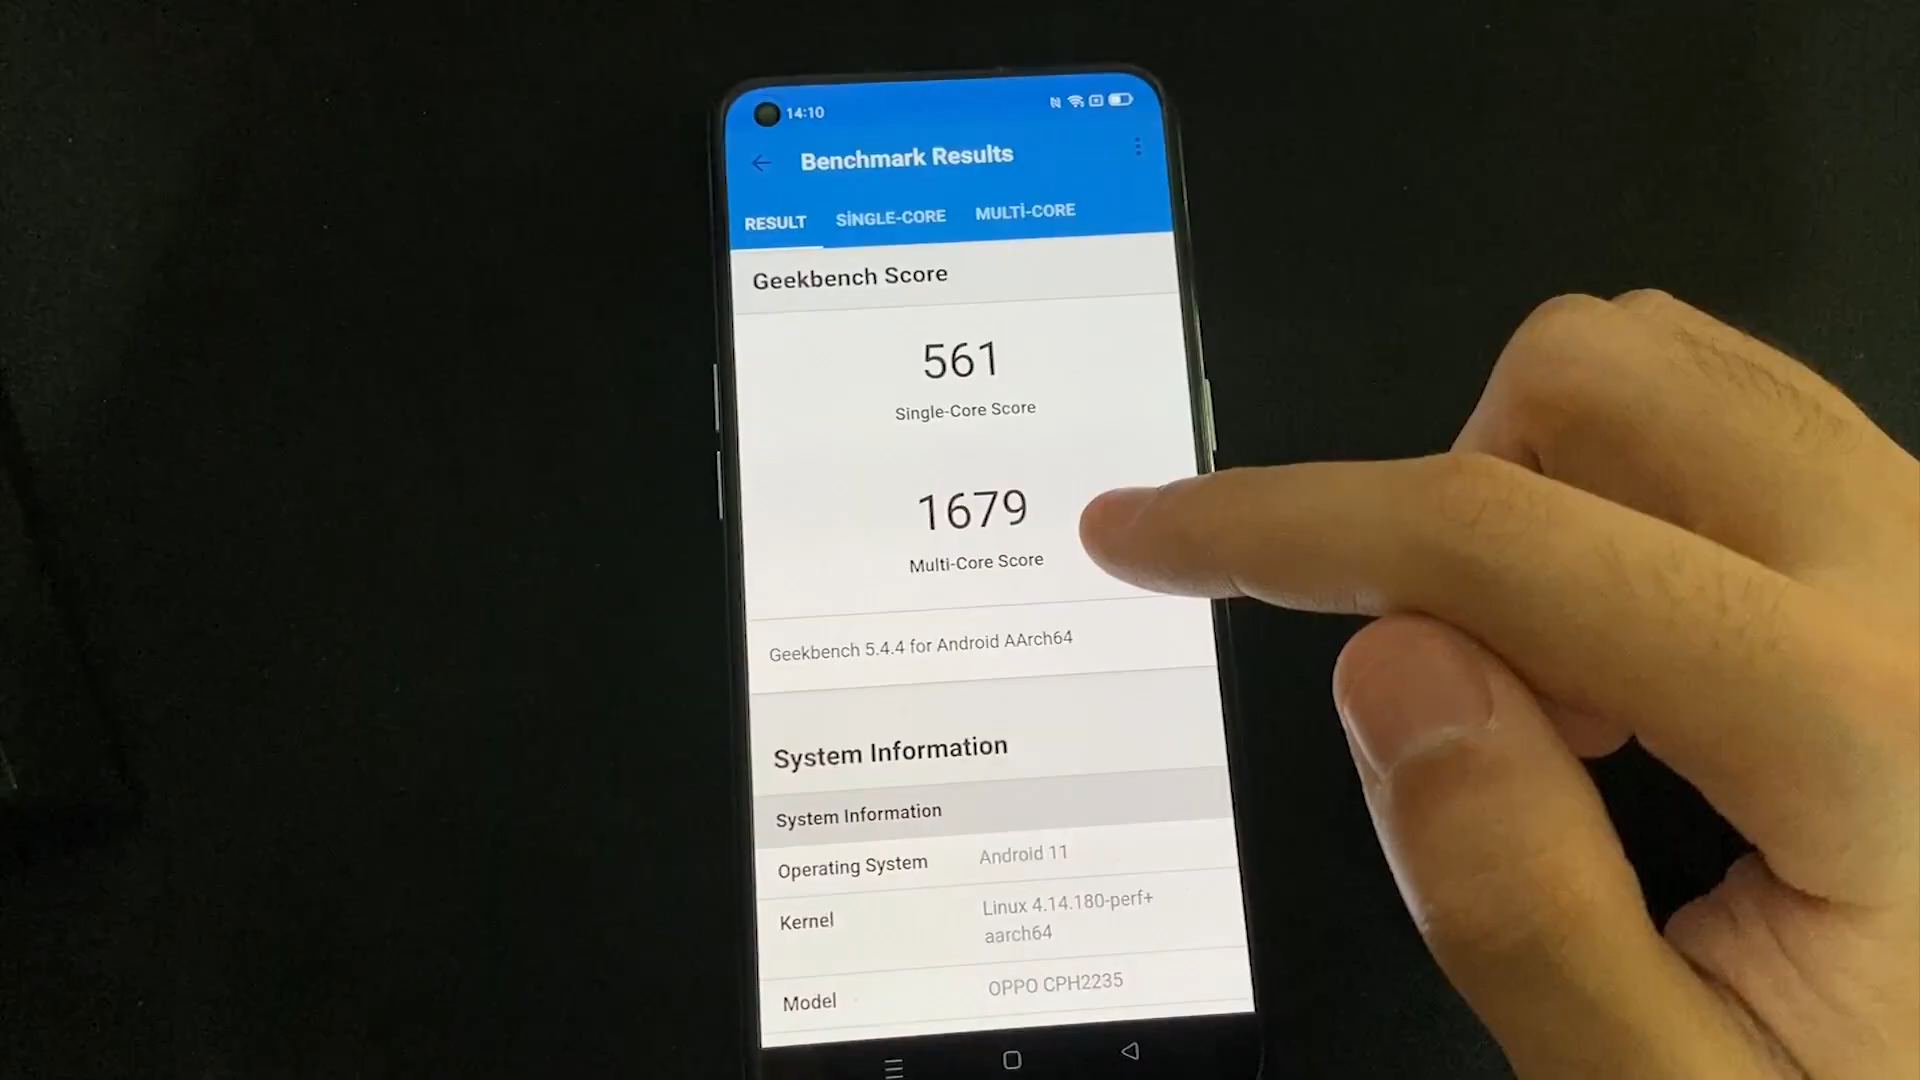 14:10
Benchmark Results
RESULT SİNGLE-CORE MULTİ-CORE
Geekbench Score
561
Single-Core Score
1679
Multi-Core Score
Geekbench 5.4.4 for Android AArch64
System Information
System Information
Operating System Android 11
Kernel Linux 4.14.180-perf+
aarch64
Model OPPO CPH2235